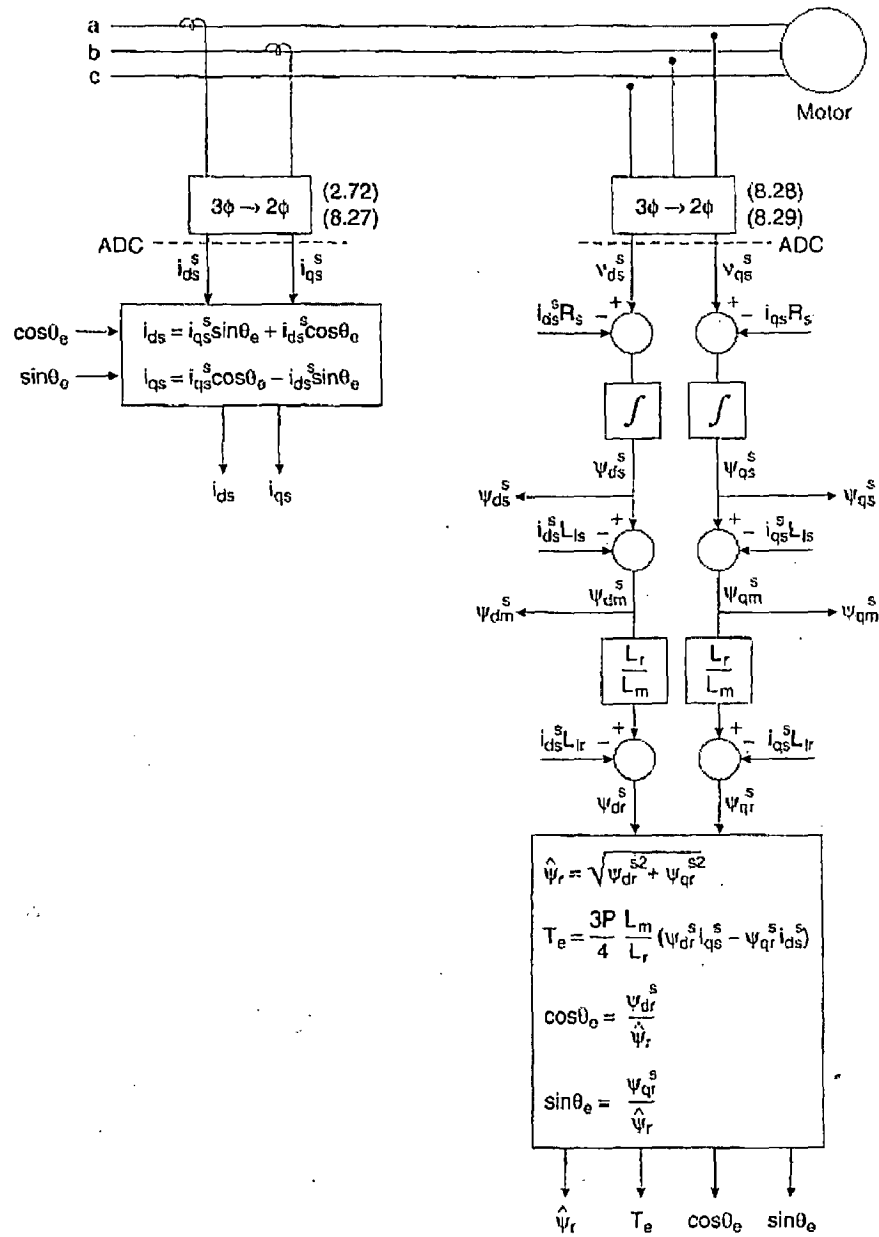 a
b
c
Motor
3ϕ → 2ϕ
(2.72)
(8.27)
ADC
i_ds^s
i_qs^s
cosθ_e
sinθ_e
i_ds = i_qs^s sinθ_e + i_ds^s cosθ_e
i_qs = i_qs^s cosθ_e − i_ds^s sinθ_e
i_ds
i_qs
3ϕ → 2ϕ
(8.28)
(8.29)
ADC
v_ds^s
v_qs^s
i_ds^s R_s
+
−
+
−
i_qs R_s
∫
∫
ψ_ds^s
ψ_qs^s
ψ_ds^s
ψ_qs^s
i_ds^s L_ls
+
−
+
−
i_qs^s L_ls
ψ_dm^s
ψ_qm^s
ψ_dm^s
ψ_qm^s
L_r
L_m
L_r
L_m
i_ds^s L_lr
+
−
+
−
i_qs^s L_lr
ψ_dr^s
ψ_qr^s
ψ̂_r = √(ψ_dr^s2 + ψ_qr^s2)
T_e = 3P/4 L_m/L_r (ψ_dr^s i_qs^s − ψ_qr^s i_ds^s)
cosθ_e = ψ_dr^s/ψ̂_r
sinθ_e = ψ_qr^s/ψ̂_r
ψ̂_r
T_e
cosθ_e
sinθ_e